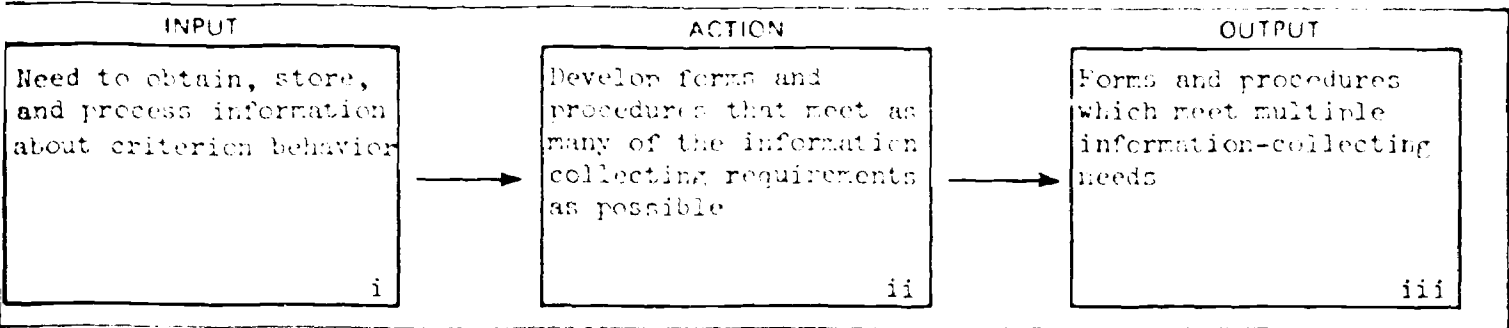 INPUT
Need to obtain, store,
and process information
about criterion behavior
i
ACTION
Develop forms and
procedures that meet as
many of the information
collecting requirements
as possible
ii
OUTPUT
Forms and procedures
which meet multiple
information-collecting
needs
iii